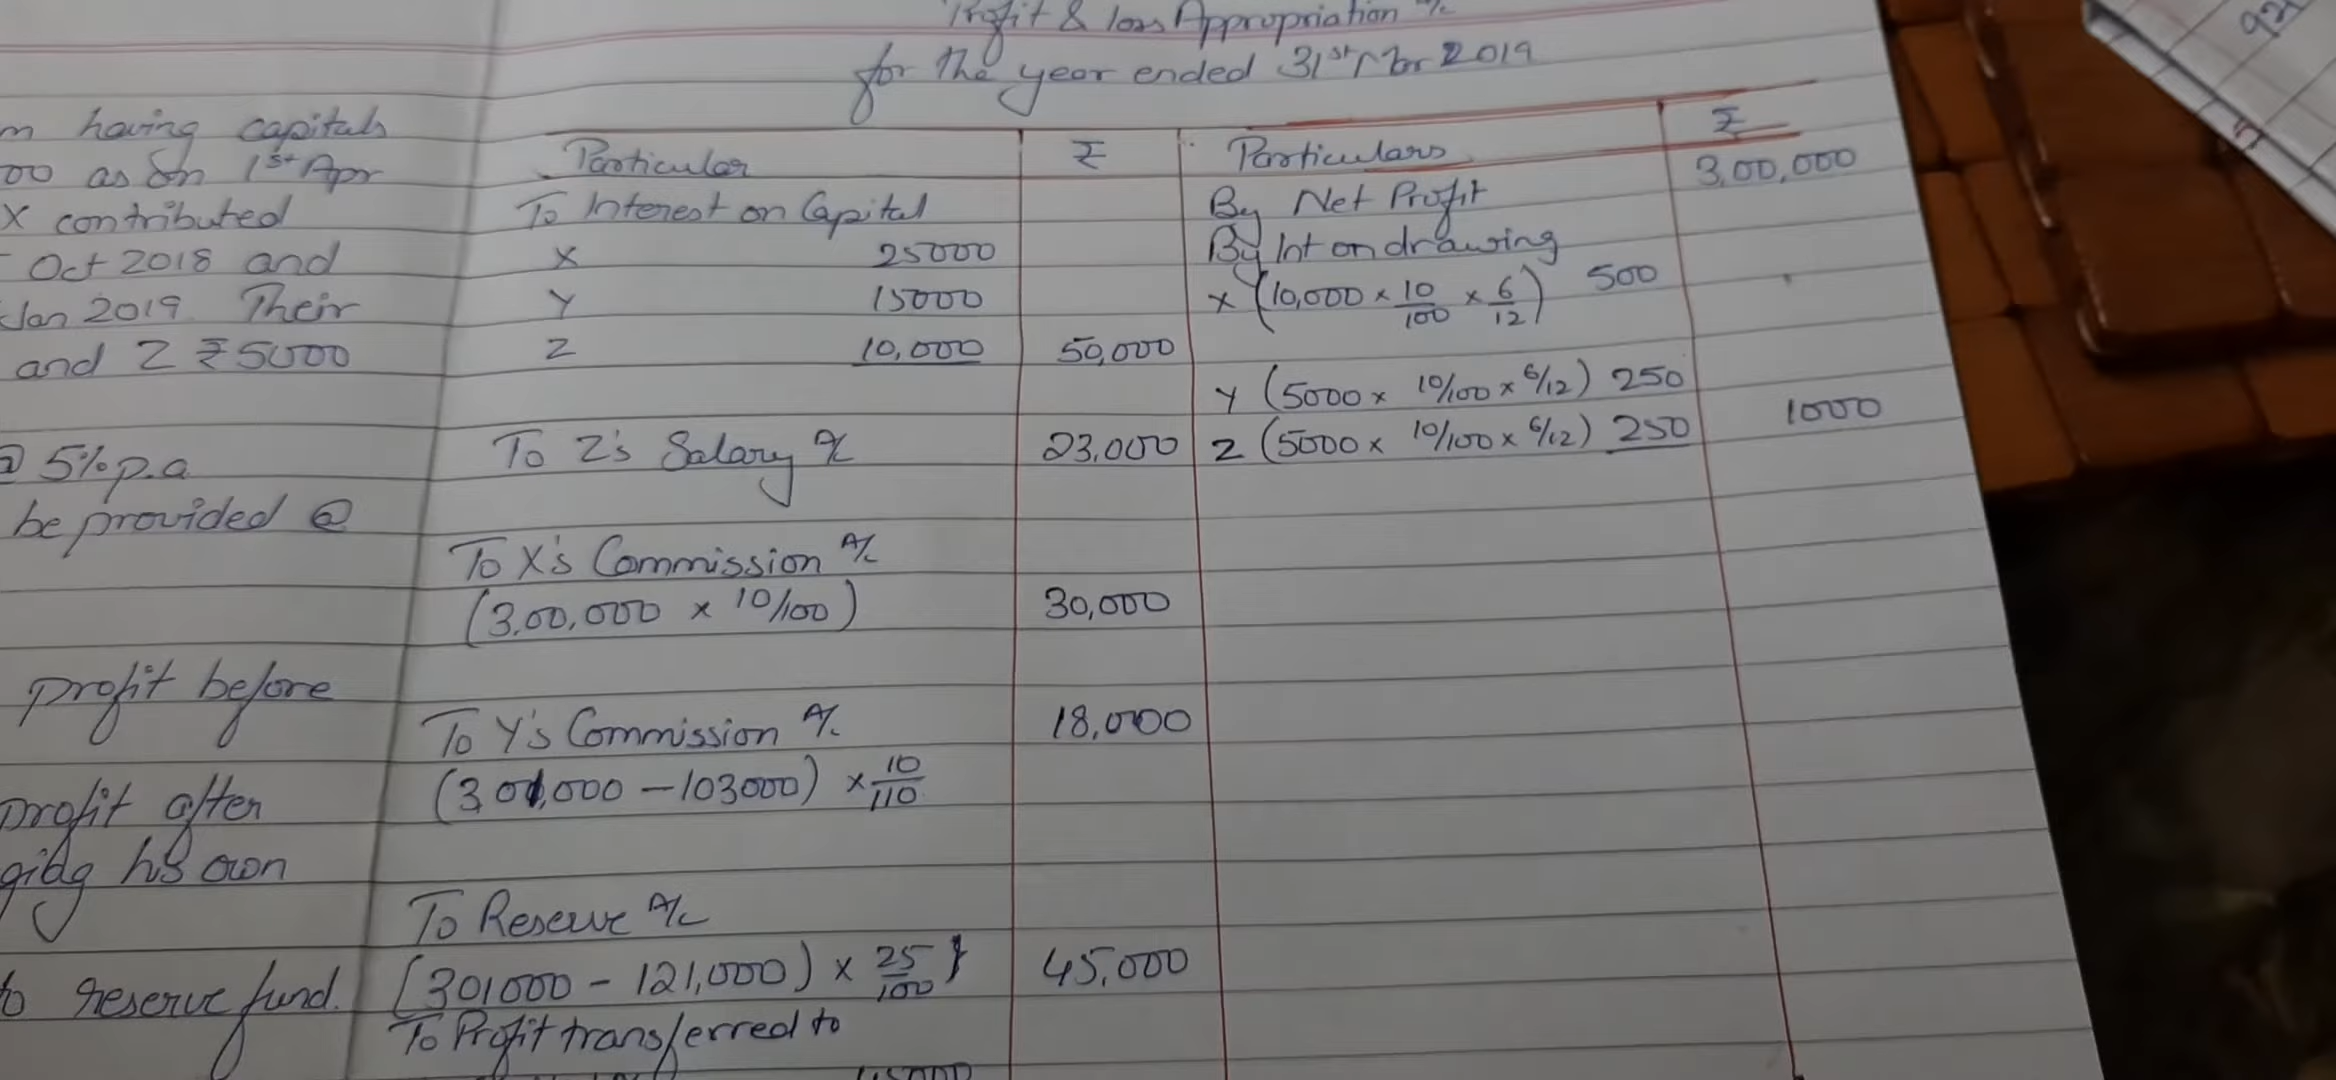 Profit & loss Appropriation A/c
for the year ended 31st Mar 2019
m having capitals
00 as on 1st Apr
X contributed
Oct 2018 and
Jan 2019 Their
and Z ₹5000
@ 5% p.a
be provided @
profit before
profit after
his own
to reserve fund.
Particular ₹ Particulars ₹
To Interest on Capital By Net Profit 3,00,000
X 25000 By Int on drawing
Y 15000 X (10,000 × 10/100 × 6/12) 500
Z 10,000 50,000
Y (5000 × 10/100 × 6/12) 250
To Z's Salary A/c 23,000 Z (5000 × 10/100 × 6/12) 250 1000
To X's Commission A/c
(3,00,000 × 10/100) 30,000
To Y's Commission A/c 18,000
(301,000 - 103000) × 10/110
To Reserve A/c
[301000 - 121,000) × 25/100} 45,000
To Profit transferred to